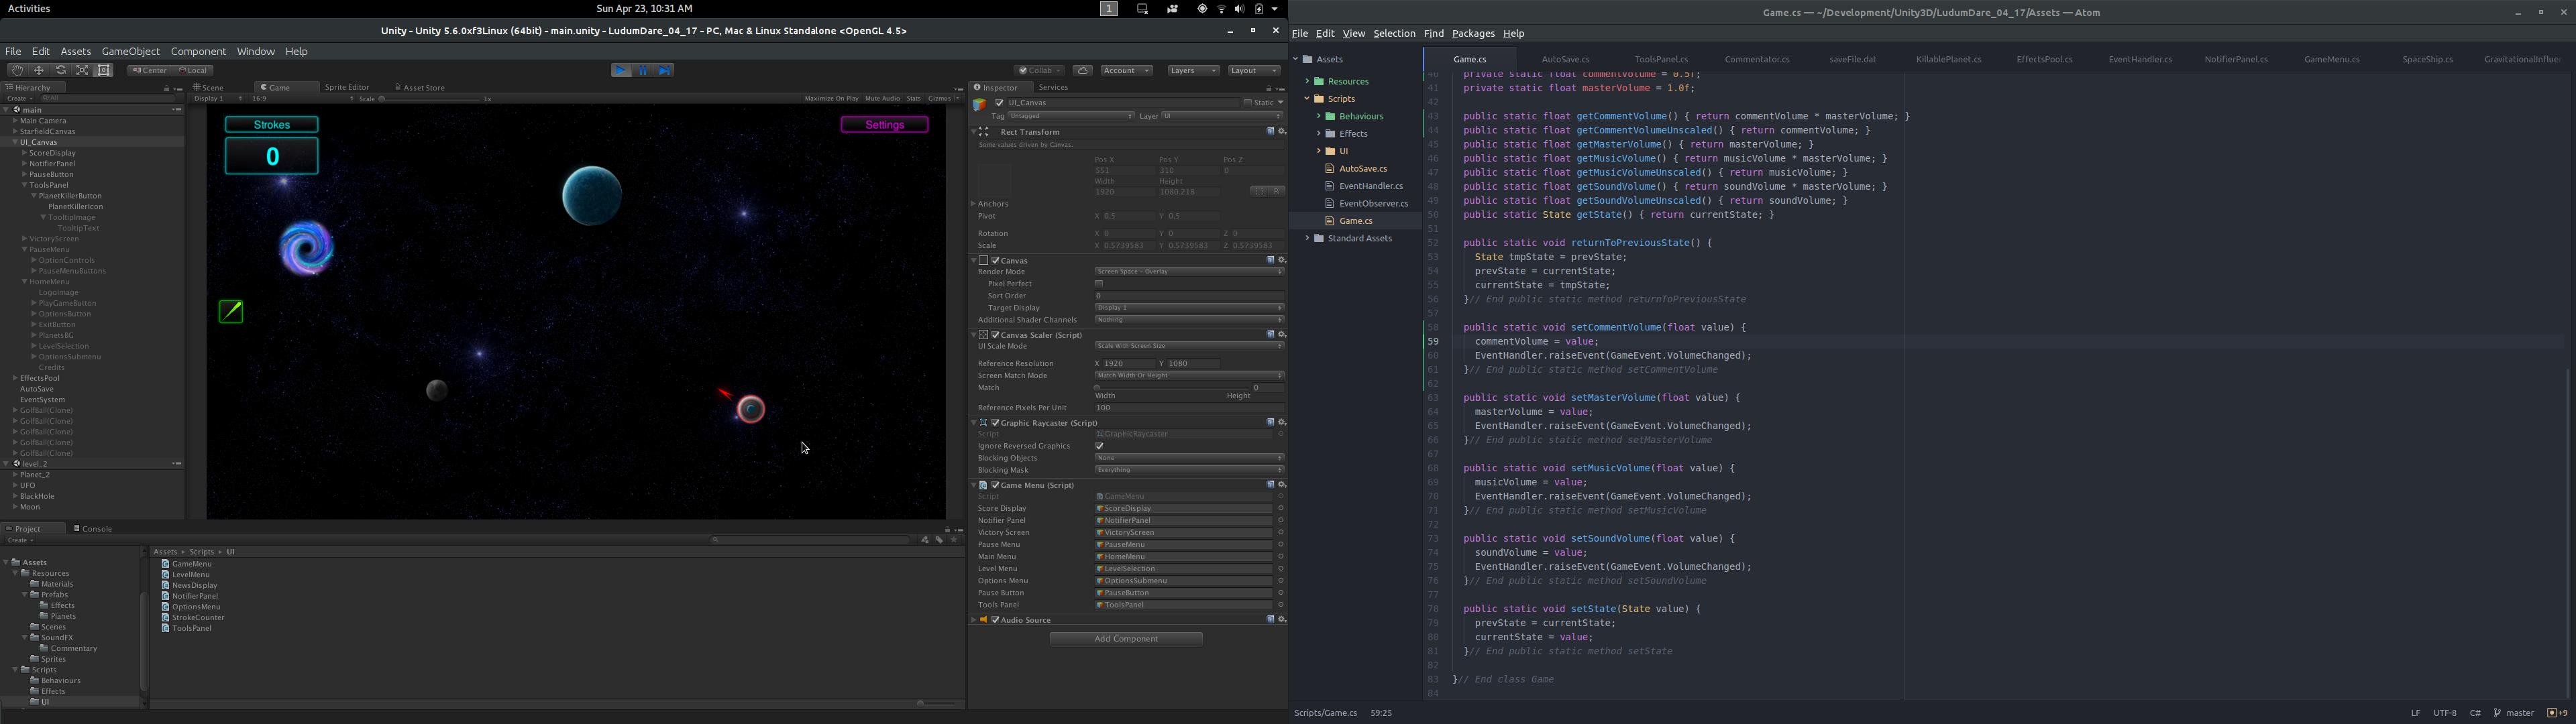 Activities
Sun Apr 23, 10:31 AM
1
Unity - Unity 5.6.0xf3Linux (64bit) - main.unity - LudumDare_04_17 - PC, Mac & Linux Standalone <OpenGL 4.5>
File Edit Assets GameObject Component Window Help
Center Local
Collab Account Layers Layout
Hierarchy
Create All
main
Main Camera
StarfieldCanvas
UI_Canvas
ScoreDisplay
NotifierPanel
PauseButton
ToolsPanel
PlanetKillerButton
PlanetKillerIcon
TooltipImage
TooltipText
VictoryScreen
PauseMenu
OptionControls
PauseMenuButtons
HomeMenu
LogoImage
PlayGameButton
OptionsButton
ExitButton
PlanetsBG
LevelSelection
OptionsSubmenu
Credits
EffectsPool
AutoSave
EventSystem
GolfBall(Clone)
GolfBall(Clone)
GolfBall(Clone)
GolfBall(Clone)
GolfBall(Clone)
level_2
Planet_2
UFO
BlackHole
Moon
Scene Game Sprite Editor Asset Store
Display 1 16:9 Scale 1x Maximize On Play Mute Audio Stats Gizmos
Strokes
0
Settings
Inspector Services
UI_Canvas Static
Tag Untagged Layer UI
Rect Transform
Some values driven by Canvas.
Pos X Pos Y Pos Z
551 310 0
Width Height
1920 1080.218
R
Anchors
Pivot X 0.5 Y 0.5
Rotation X 0 Y 0 Z 0
Scale X 0.5739583 Y 0.5739583 Z 0.5739583
Canvas
Render Mode Screen Space - Overlay
Pixel Perfect
Sort Order 0
Target Display Display 1
Additional Shader Channels Nothing
Canvas Scaler (Script)
UI Scale Mode Scale With Screen Size
Reference Resolution X 1920 Y 1080
Screen Match Mode Match Width Or Height
Match 0
Width Height
Reference Pixels Per Unit 100
Graphic Raycaster (Script)
Script GraphicRaycaster
Ignore Reversed Graphics
Blocking Objects None
Blocking Mask Everything
Game Menu (Script)
Script GameMenu
Score Display ScoreDisplay
Notifier Panel NotifierPanel
Victory Screen VictoryScreen
Pause Menu PauseMenu
Main Menu HomeMenu
Level Menu LevelSelection
Options Menu OptionsSubmenu
Pause Button PauseButton
Tools Panel ToolsPanel
Audio Source
Add Component
Project Console
Create
Assets
Resources
Materials
Prefabs
Effects
Planets
Scenes
SoundFX
Commentary
Sprites
Scripts
Behaviours
Effects
UI
Assets ▸ Scripts ▸ UI
GameMenu
LevelMenu
NewsDisplay
NotifierPanel
OptionsMenu
StrokeCounter
ToolsPanel
Game.cs — ~/Development/Unity3D/LudumDare_04_17/Assets — Atom
File Edit View Selection Find Packages Help
Assets
Resources
Scripts
Behaviours
Effects
UI
AutoSave.cs
EventHandler.cs
EventObserver.cs
Game.cs
Standard Assets
Game.cs AutoSave.cs ToolsPanel.cs Commentator.cs saveFile.dat KillablePlanet.cs EffectsPool.cs EventHandler.cs NotifierPanel.cs GameMenu.cs SpaceShip.cs GravitationalInfluen
40 private static float commentVolume = 0.5f;
41 private static float masterVolume = 1.0f;
42
43 public static float getCommentVolume() { return commentVolume * masterVolume; }
44 public static float getCommentVolumeUnscaled() { return commentVolume; }
45 public static float getMasterVolume() { return masterVolume; }
46 public static float getMusicVolume() { return musicVolume * masterVolume; }
47 public static float getMusicVolumeUnscaled() { return musicVolume; }
48 public static float getSoundVolume() { return soundVolume * masterVolume; }
49 public static float getSoundVolumeUnscaled() { return soundVolume; }
50 public static State getState() { return currentState; }
51
52 public static void returnToPreviousState() {
53 State tmpState = prevState;
54 prevState = currentState;
55 currentState = tmpState;
56 }// End public static method returnToPreviousState
57
58 public static void setCommentVolume(float value) {
59 commentVolume = value;
60 EventHandler.raiseEvent(GameEvent.VolumeChanged);
61 }// End public static method setCommentVolume
62
63 public static void setMasterVolume(float value) {
64 masterVolume = value;
65 EventHandler.raiseEvent(GameEvent.VolumeChanged);
66 }// End public static method setMasterVolume
67
68 public static void setMusicVolume(float value) {
69 musicVolume = value;
70 EventHandler.raiseEvent(GameEvent.VolumeChanged);
71 }// End public static method setMusicVolume
72
73 public static void setSoundVolume(float value) {
74 soundVolume = value;
75 EventHandler.raiseEvent(GameEvent.VolumeChanged);
76 }// End public static method setSoundVolume
77
78 public static void setState(State value) {
79 prevState = currentState;
80 currentState = value;
81 }// End public static method setState
82
83 }// End class Game
84
Scripts/Game.cs 59:25
LF UTF-8 C# master +9